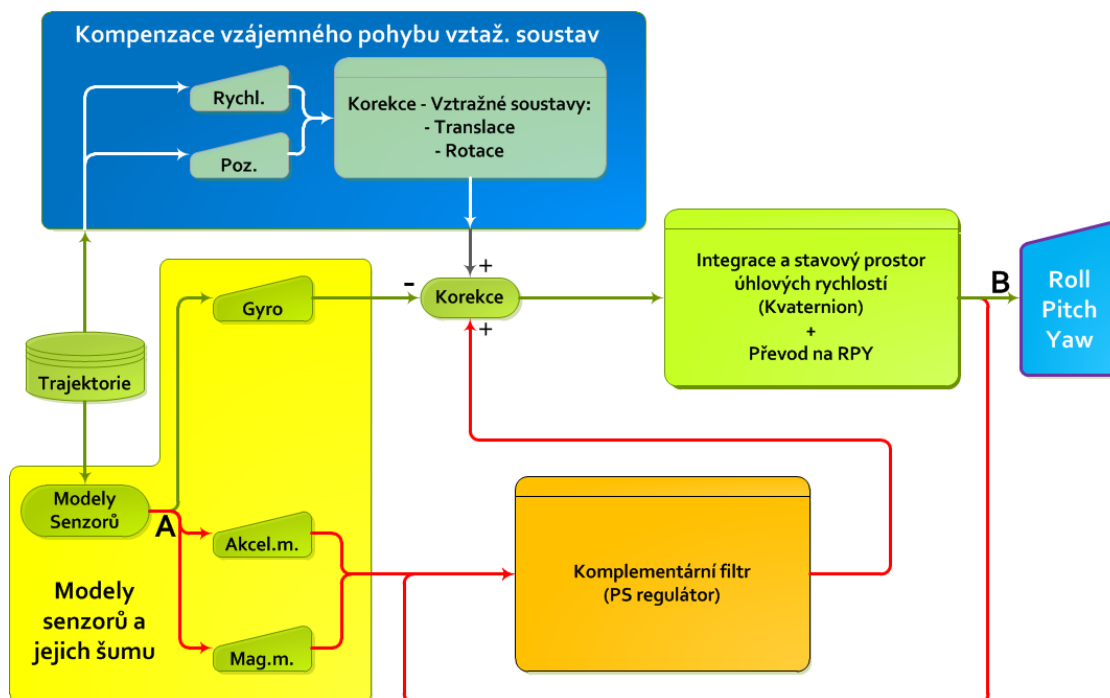 Kompenzace vzájemného pohybu vztaž. soustav
Rychl.
Poz.
Korekce - Vztražné soustavy:
- Translace
- Rotace
+
-
Korekce
+
Gyro
Integrace a stavový prostor
úhlových rychlostí
(Kvaternion)
+
Převod na RPY
B
Roll
Pitch
Yaw
Trajektorie
Modely
Senzorů
A
Akcel.m.
Mag.m.
Modely
senzorů a
jejich šumu
Komplementární filtr
(PS regulátor)